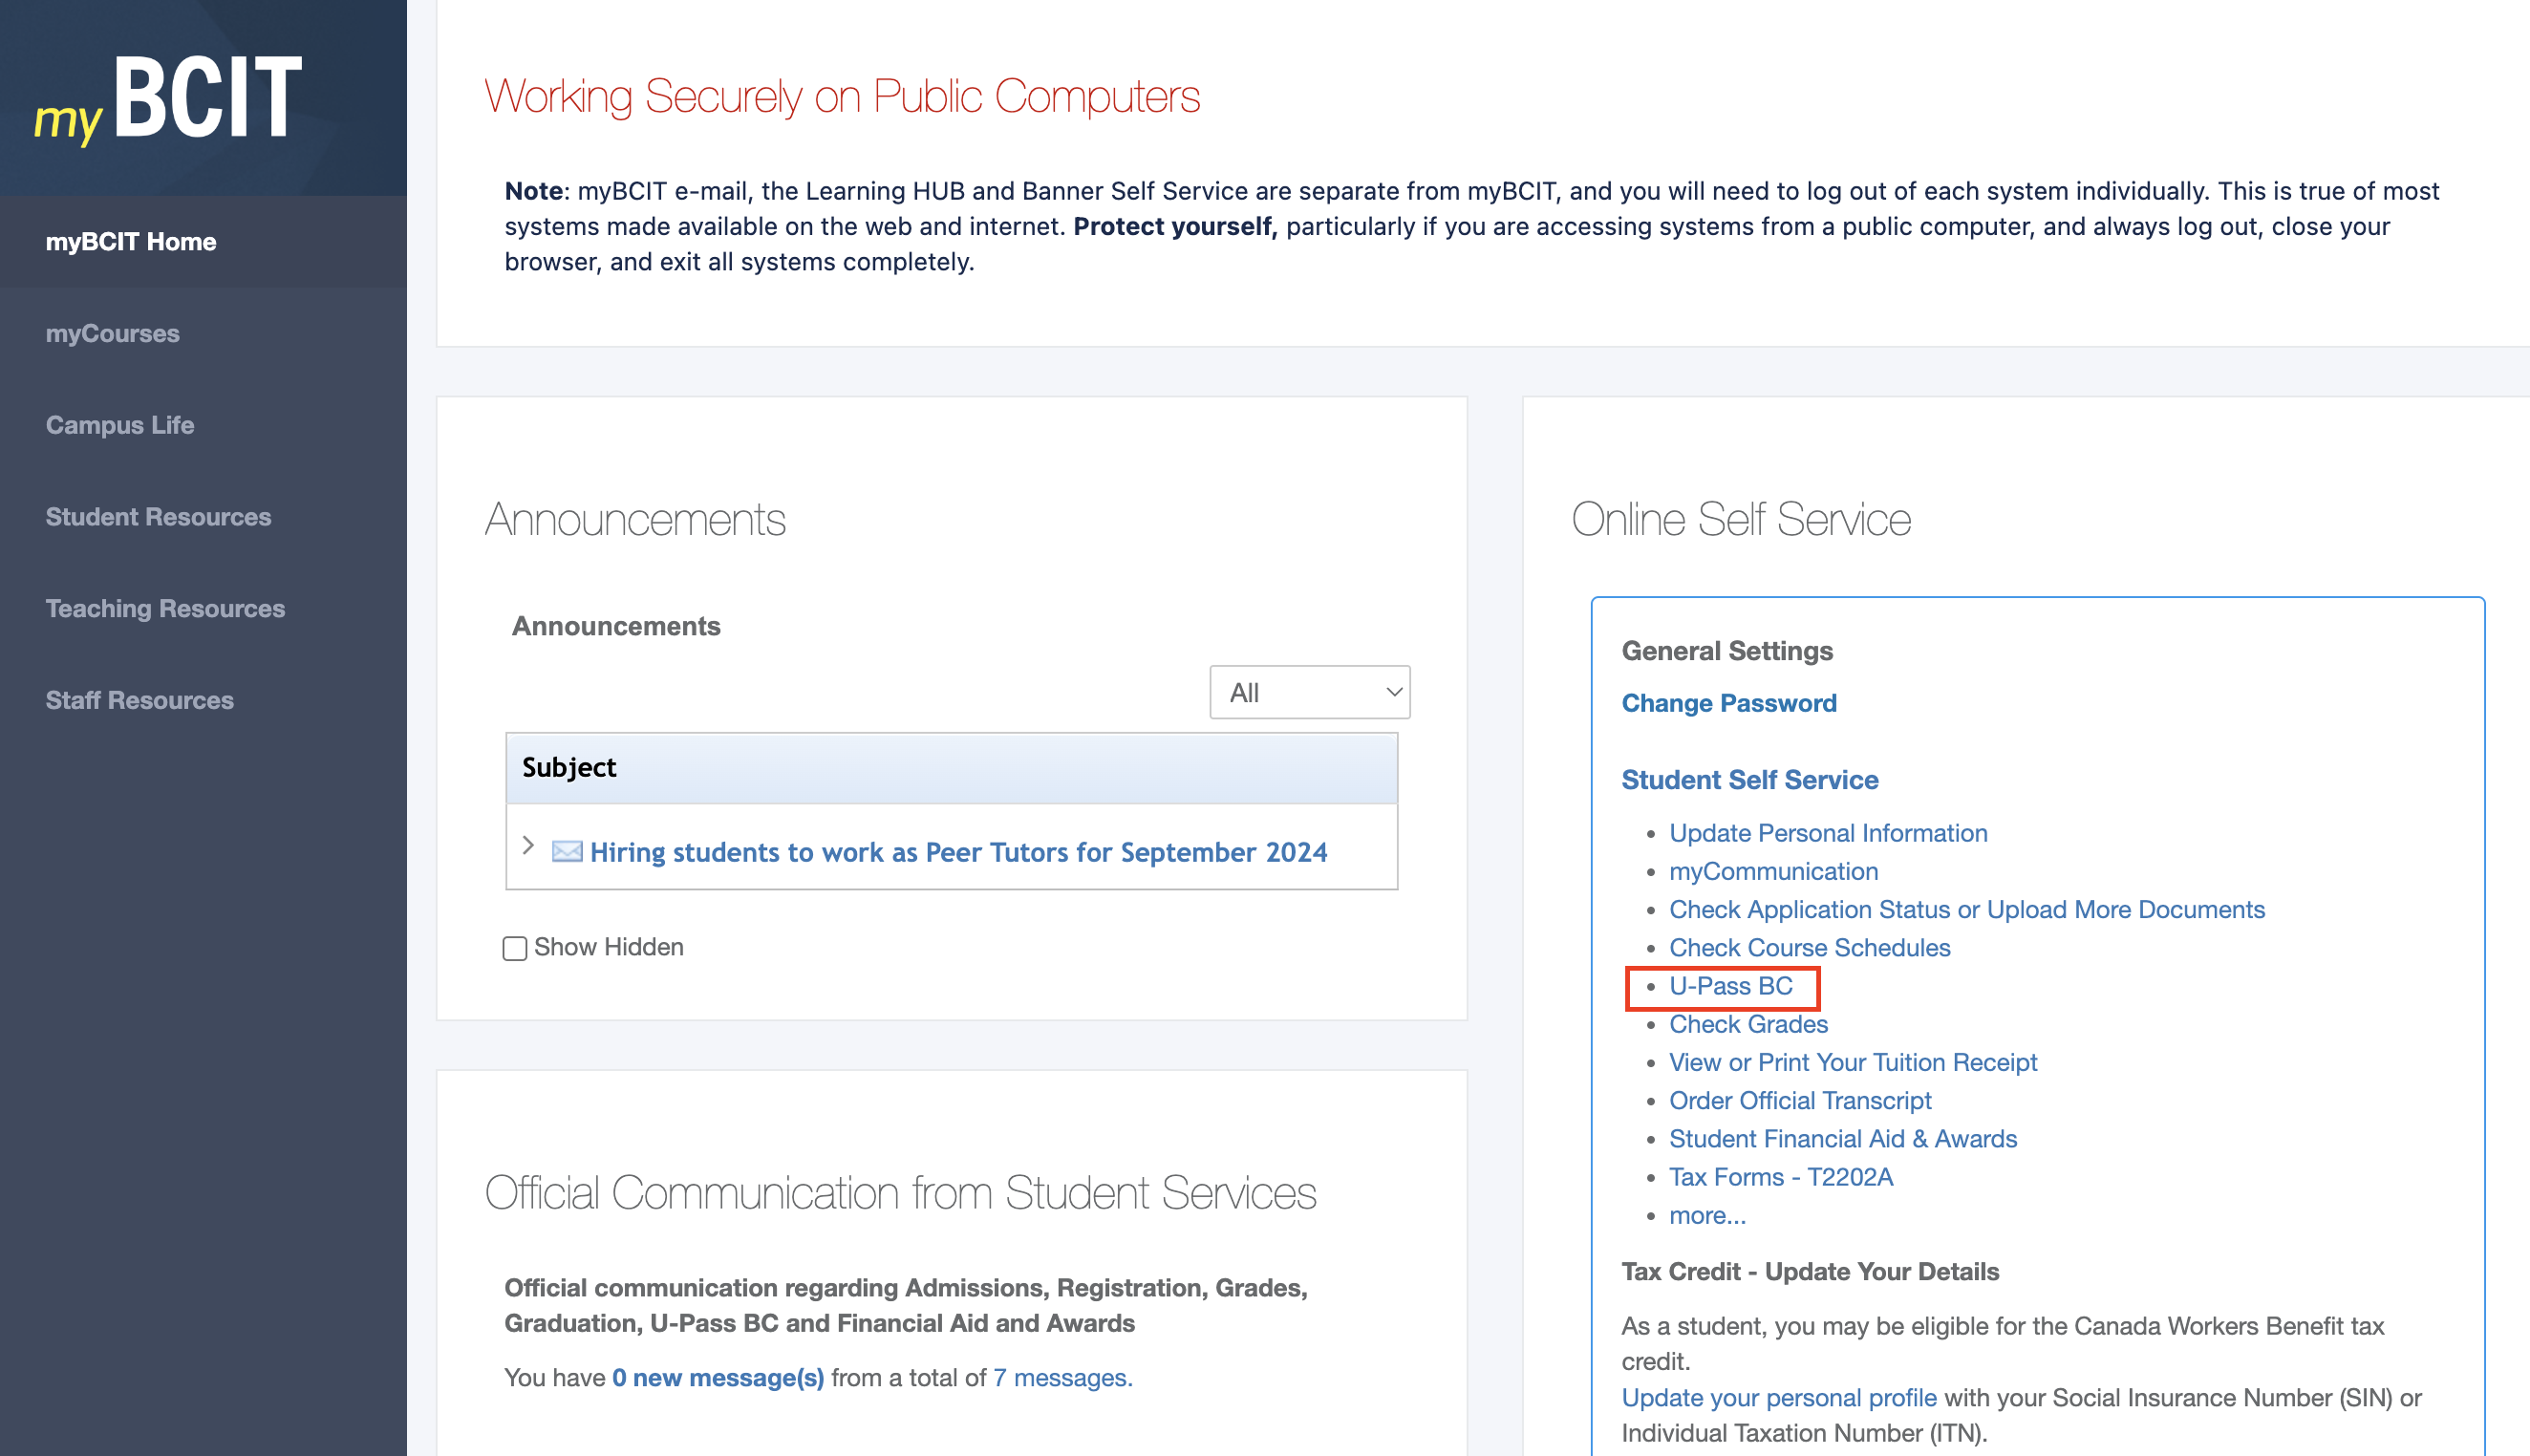 my BCIT
myBCIT Home
myCourses
Campus Life
Student Resources
Teaching Resources
Staff Resources
Working Securely on Public Computers
Note: myBCIT e-mail, the Learning HUB and Banner Self Service are separate from myBCIT, and you will need to log out of each system individually. This is true of most
systems made available on the web and internet. Protect yourself, particularly if you are accessing systems from a public computer, and always log out, close your
browser, and exit all systems completely.
Announcements
Announcements
All
Subject
Hiring students to work as Peer Tutors for September 2024
Show Hidden
Official Communication from Student Services
Official communication regarding Admissions, Registration, Grades,
Graduation, U-Pass BC and Financial Aid and Awards
You have 0 new message(s) from a total of 7 messages.
Online Self Service
General Settings
Change Password
Student Self Service
• Update Personal Information
• myCommunication
• Check Application Status or Upload More Documents
• Check Course Schedules
• U-Pass BC
• Check Grades
• View or Print Your Tuition Receipt
• Order Official Transcript
• Student Financial Aid & Awards
• Tax Forms - T2202A
• more...
Tax Credit - Update Your Details
As a student, you may be eligible for the Canada Workers Benefit tax
credit.
Update your personal profile with your Social Insurance Number (SIN) or
Individual Taxation Number (ITN).